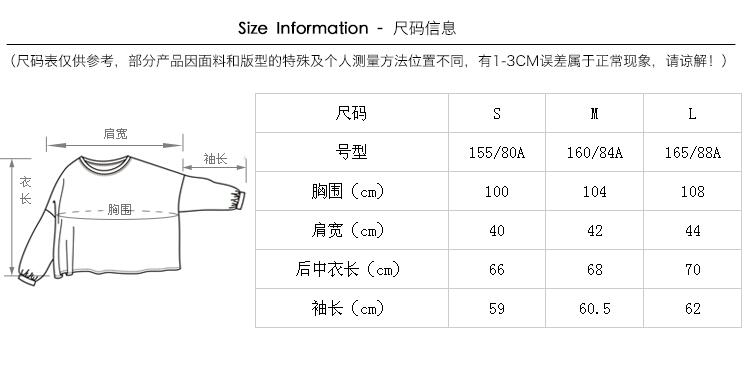 Size Information - 尺码信息
（尺码表仅供参考，部分产品因面料和版型的特殊及个人测量方法位置不同，有1-3CM误差属于正常现象，请谅解！）
肩宽
袖长
衣长
胸围
尺码 S M L
号型 155/80A 160/84A 165/88A
胸围（cm） 100 104 108
肩宽（cm） 40 42 44
后中衣长（cm） 66 68 70
袖长（cm） 59 60.5 62